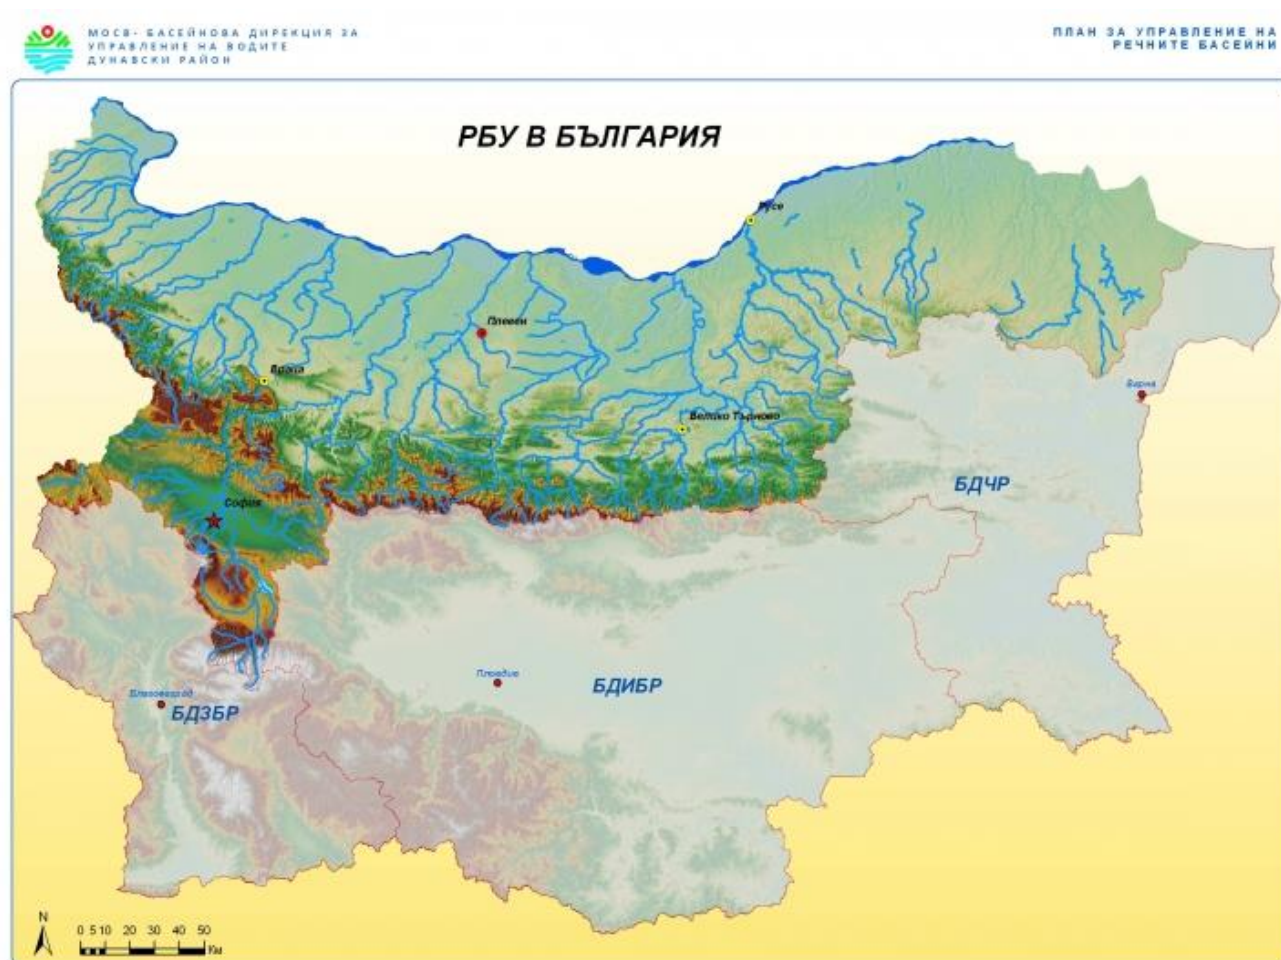 МОСВ- БАСЕЙНОВА ДИРЕКЦИЯ ЗА
УПРАВЛЕНИЕ НА ВОДИТЕ
ДУНАВСКИ РАЙОН
ПЛАН ЗА УПРАВЛЕНИЕ НА
РЕЧНИТЕ БАСЕЙНИ
РБУ В БЪЛГАРИЯ
Русе
Плевен
Враца
Варна
Велико Търново
БДЧР
София
Пловдив
БДИБР
Благоевград
БДЗБР
N
0 5 10 20 30 40 50
Км